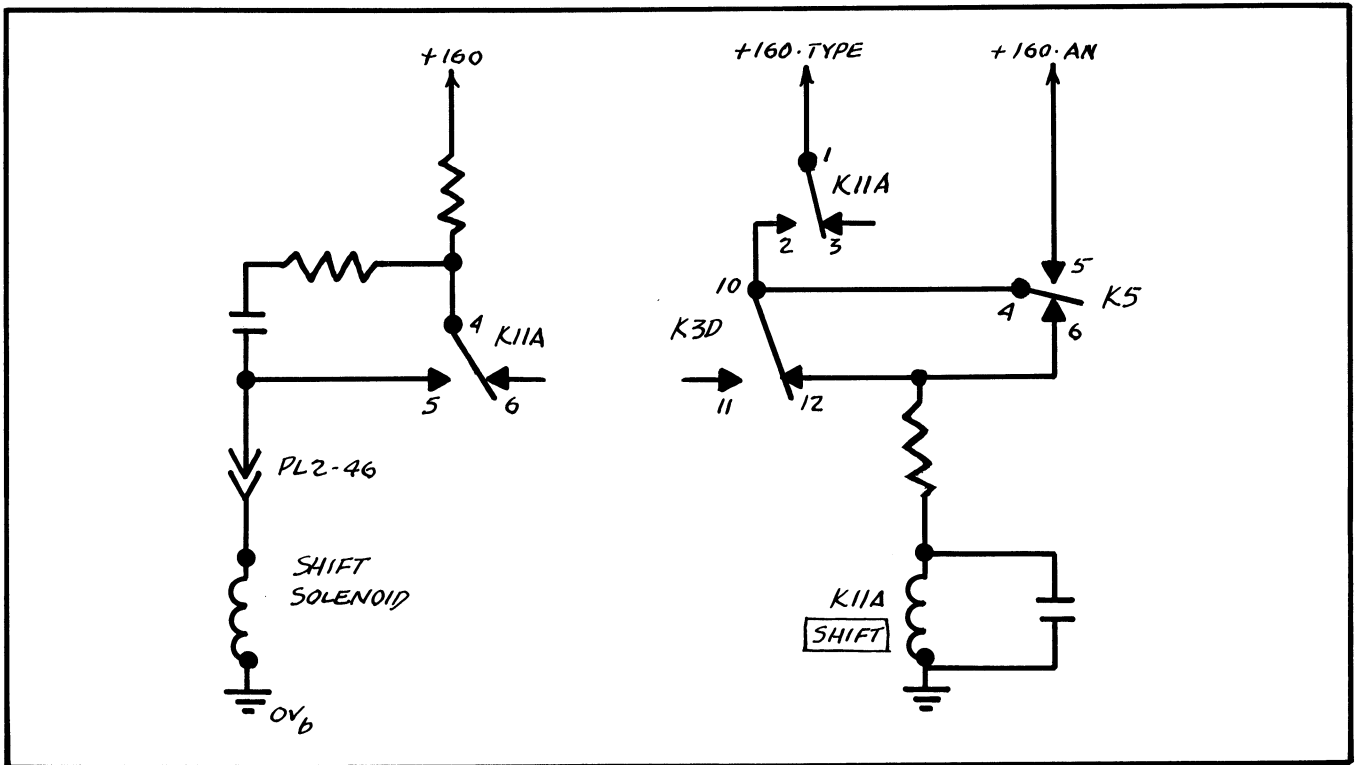 +160
+160·TYPE
+160·AN
1
K11A
2
3
5
10
4
K5
6
K3D
4
K11A
5
6
11
12
PL2-46
SHIFT
SOLENOID
K11A
SHIFT
0Vb